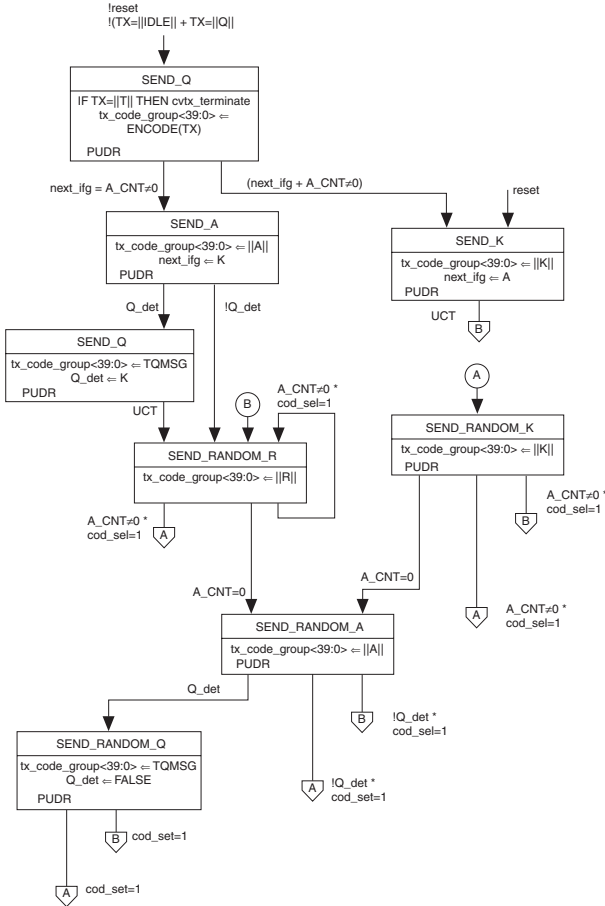 !reset
!(TX=||IDLE|| + TX=||Q||
SEND_Q
IF TX=||T|| THEN cvtx_terminate
tx_code_group<39:0> ⇐
ENCODE(TX)
PUDR
next_ifg = A_CNT≠0
(next_ifg + A_CNT≠0)
reset
SEND_A
tx_code_group<39:0> ⇐ ||A||
next_ifg ⇐ K
PUDR
SEND_K
tx_code_group<39:0> ⇐ ||K||
next_ifg ⇐ A
PUDR
Q_det
!Q_det
UCT
B
SEND_Q
tx_code_group<39:0> ⇐ TQMSG
Q_det ⇐ K
PUDR
UCT
B
A_CNT≠0 *
cod_sel=1
A
SEND_RANDOM_R
tx_code_group<39:0> ⇐ ||R||
SEND_RANDOM_K
tx_code_group<39:0> ⇐ ||K||
PUDR
A_CNT≠0 *
cod_sel=1
A
A_CNT≠0 *
cod_sel=1
B
A_CNT=0
A_CNT=0
A
A_CNT≠0 *
cod_sel=1
SEND_RANDOM_A
tx_code_group<39:0> ⇐ ||A||
PUDR
Q_det
B
!Q_det *
cod_sel=1
SEND_RANDOM_Q
tx_code_group<39:0> ⇐ TQMSG
Q_det ⇐ FALSE
PUDR
A
!Q_det *
cod_set=1
B
cod_set=1
A
cod_set=1